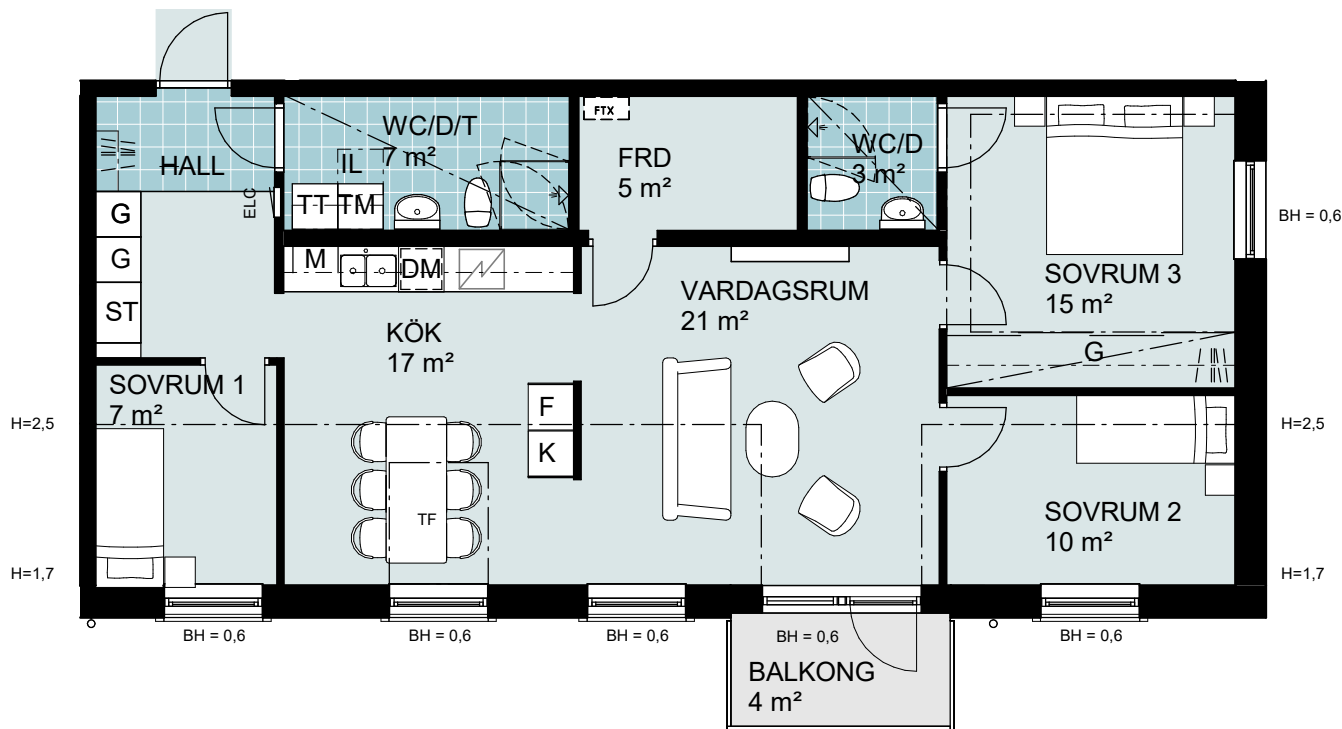 FTX
WC/D/T
7 m²
WC/D
3 m²
HALL
IL
FRD
5 m²
ELC
TT
TM
G
G
ST
M
DM
BH = 0,6
SOVRUM 3
15 m²
VARDAGSRUM
21 m²
KÖK
17 m²
G
SOVRUM 1
7 m²
F
K
H=2,5
H=2,5
TF
SOVRUM 2
10 m²
H=1,7
H=1,7
BH = 0,6
BH = 0,6
BH = 0,6
BH = 0,6
BH = 0,6
BALKONG
4 m²